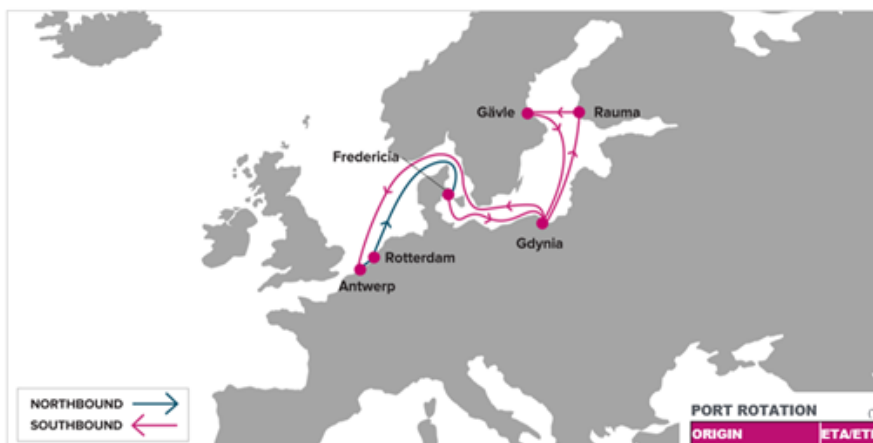 Gävle
Rauma
Fredericia
Gdynia
Rotterdam
Antwerp
NORTHBOUND
SOUTHBOUND
PORT ROTATION
ORIGIN